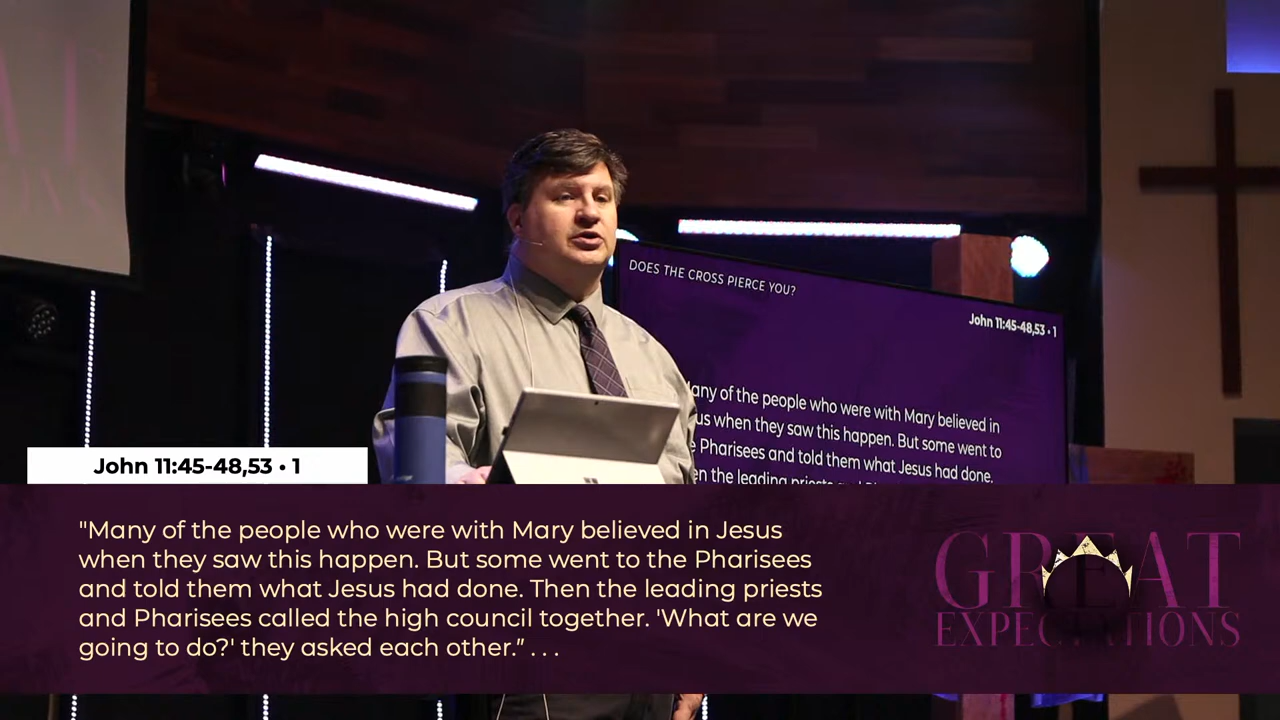 DOES THE CROSS PIERCE YOU?
John 11:45-48,53 • 1
any of the people who were with Mary believed in
us when they saw this happen. But some went to
e Pharisees and told them what Jesus had done.
en the leading priests and
John 11:45-48,53 • 1
"Many of the people who were with Mary believed in Jesus
when they saw this happen. But some went to the Pharisees
and told them what Jesus had done. Then the leading priests
and Pharisees called the high council together. 'What are we
going to do?' they asked each other.” . . .
GREAT
EXPECTATIONS